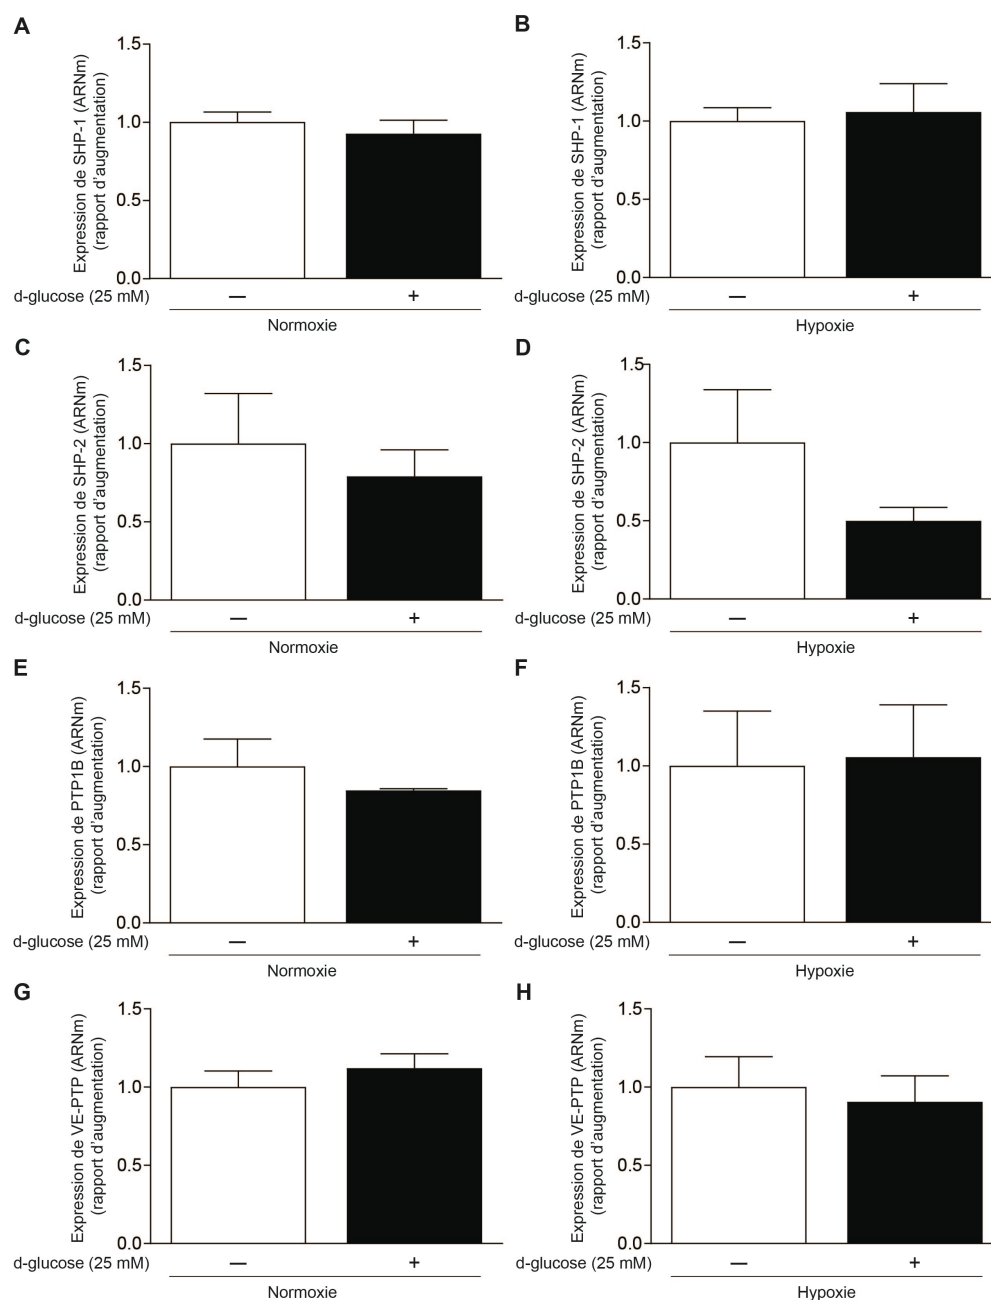 A
Expression de SHP-1 (ARNm)
(rapport d'augmentation)
1.5
1.0
0.5
0.0
d-glucose (25 mM)
— +
Normoxie
B
Expression de SHP-1 (ARNm)
(rapport d'augmentation)
1.5
1.0
0.5
0.0
d-glucose (25 mM)
— +
Hypoxie
C
Expression de SHP-2 (ARNm)
(rapport d'augmentation)
1.5
1.0
0.5
0.0
d-glucose (25 mM)
— +
Normoxie
D
Expression de SHP-2 (ARNm)
(rapport d'augmentation)
1.5
1.0
0.5
0.0
d-glucose (25 mM)
— +
Hypoxie
E
Expression de PTP1B (ARNm)
(rapport d'augmentation)
1.5
1.0
0.5
0.0
d-glucose (25 mM)
— +
Normoxie
F
Expression de PTP1B (ARNm)
(rapport d'augmentation)
1.5
1.0
0.5
0.0
d-glucose (25 mM)
— +
Hypoxie
G
Expression de VE-PTP (ARNm)
(rapport d'augmentation)
1.5
1.0
0.5
0.0
d-glucose (25 mM)
— +
Normoxie
H
Expression de VE-PTP (ARNm)
(rapport d'augmentation)
1.5
1.0
0.5
0.0
d-glucose (25 mM)
— +
Hypoxie